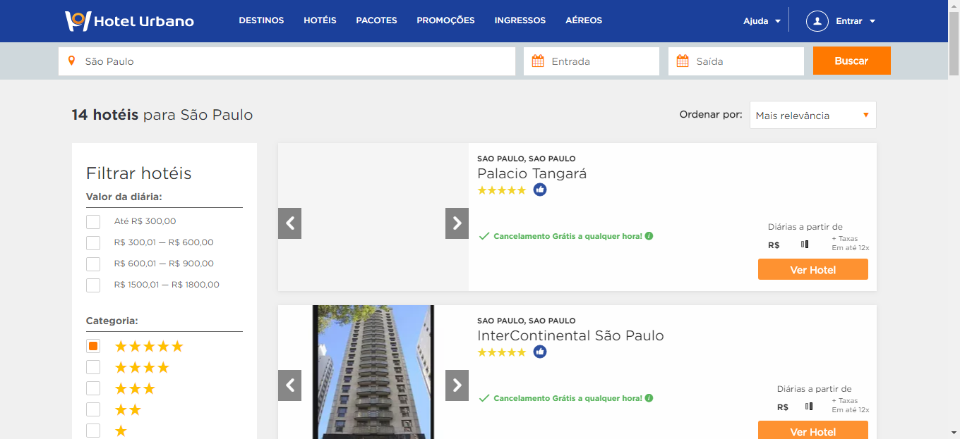 Hotel Urbano
DESTINOS HOTÉIS PACOTES PROMOÇÕES INGRESSOS AÉREOS
Ajuda Entrar
São Paulo Entrada Saída Buscar
14 hotéis para São Paulo
Ordenar por: Mais relevância
Filtrar hotéis
Valor da diária:
Até R$ 300,00
R$ 300,01 — R$ 600,00
R$ 600,01 — R$ 900,00
R$ 1500,01 — R$ 1800,00
Categoria:
SAO PAULO, SAO PAULO
Palacio Tangará
Cancelamento Grátis a qualquer hora!
Diárias a partir de
R$
+ Taxas
Em até 12x
Ver Hotel
SAO PAULO, SAO PAULO
InterContinental São Paulo
Cancelamento Grátis a qualquer hora!
Diárias a partir de
R$
+ Taxas
Em até 12x
Ver Hotel